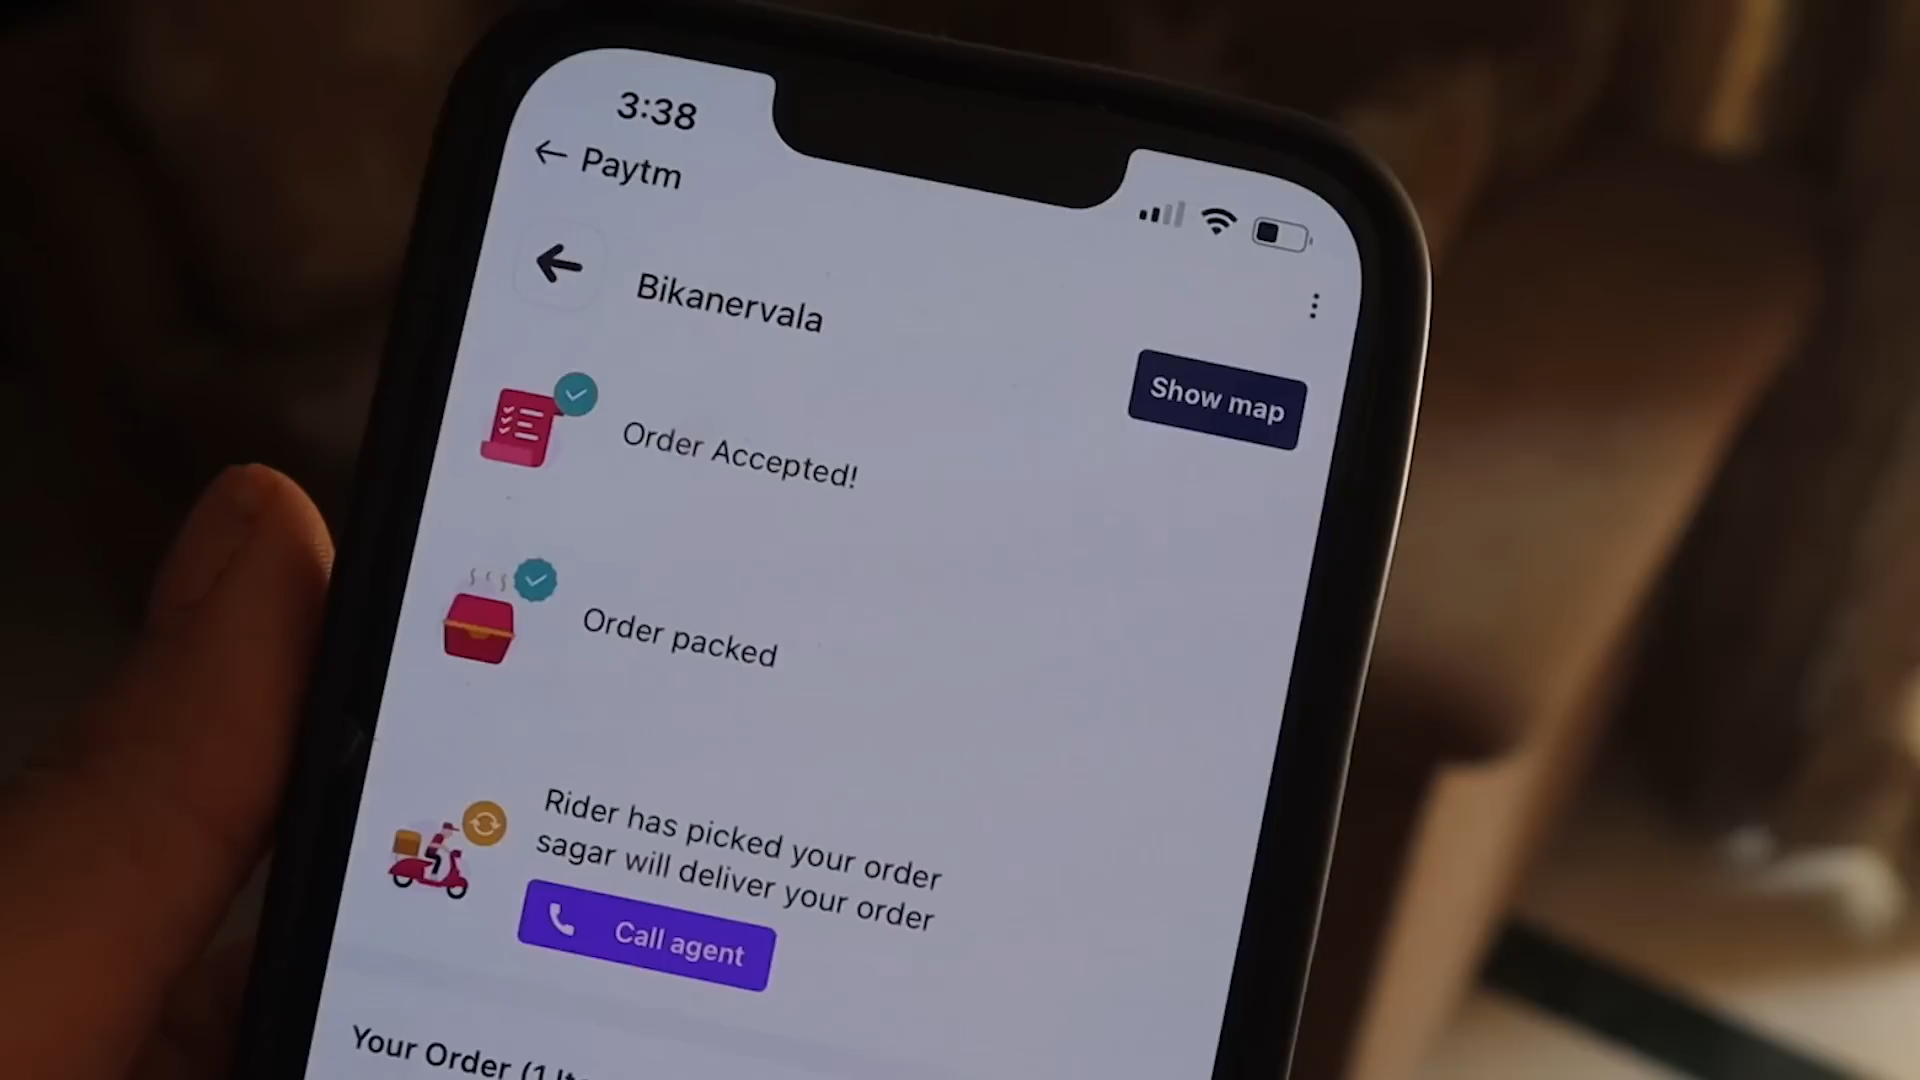 3:38
← Paytm
Bikanervala
Show map
Order Accepted!
Order packed
Rider has picked your order
sagar will deliver your order
Call agent
Your Order (1